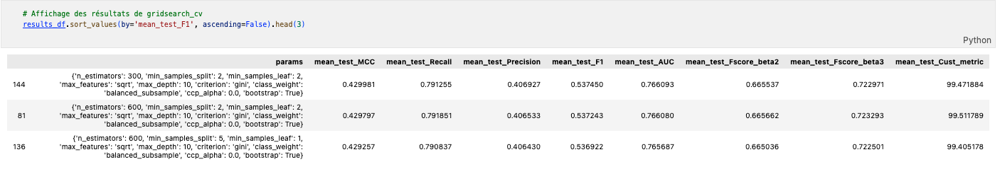 # Affichage des résultats de gridsearch_cv
results_df.sort_values(by='mean_test_F1', ascending=False).head(3)
Python
params mean_test_MCC mean_test_Recall mean_test_Precision mean_test_F1 mean_test_AUC mean_test_Fscore_beta2 mean_test_Fscore_beta3 mean_test_Cust_metric
{'n_estimators': 300, 'min_samples_split': 2, 'min_samples_leaf': 2,
144 'max_features': 'sqrt', 'max_depth': 10, 'criterion': 'gini', 'class_weight': 0.429981 0.791255 0.406927 0.537450 0.766093 0.665537 0.722971 99.471884
'balanced_subsample', 'ccp_alpha': 0.0, 'bootstrap': True}
{'n_estimators': 600, 'min_samples_split': 2, 'min_samples_leaf': 2,
81 'max_features': 'sqrt', 'max_depth': 10, 'criterion': 'gini', 'class_weight': 0.429797 0.791851 0.406533 0.537243 0.766080 0.665662 0.723293 99.511789
'balanced_subsample', 'ccp_alpha': 0.0, 'bootstrap': True}
{'n_estimators': 600, 'min_samples_split': 5, 'min_samples_leaf': 1,
136 'max_features': 'sqrt', 'max_depth': 10, 'criterion': 'gini', 'class_weight': 0.429257 0.790837 0.406430 0.536922 0.765687 0.665036 0.722501 99.405178
'balanced_subsample', 'ccp_alpha': 0.0, 'bootstrap': True}